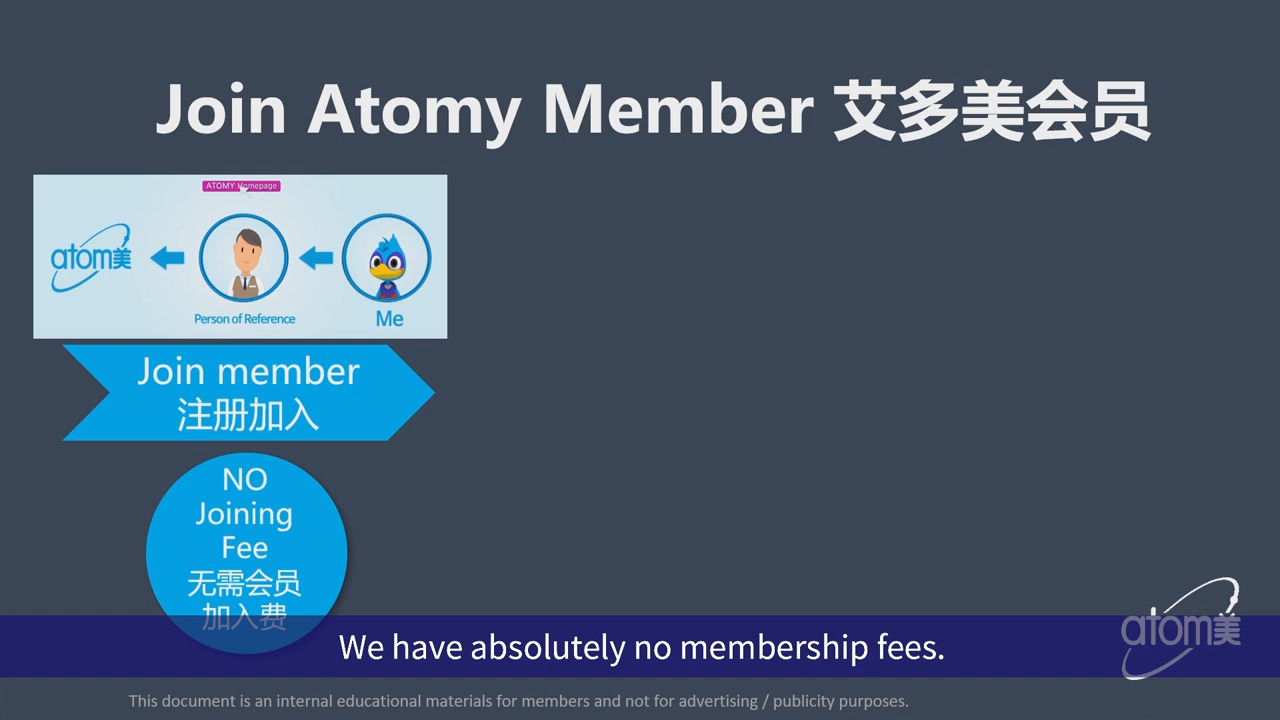 Join Atomy Member 艾多美会员
ATOMY Homepage
atom美
Person of Reference
Me
Join member
注册加入
NO
Joining
Fee
无需会员
加入费
We have absolutely no membership fees.
atom美
This document is an internal educational materials for members and not for advertising / publicity purposes.